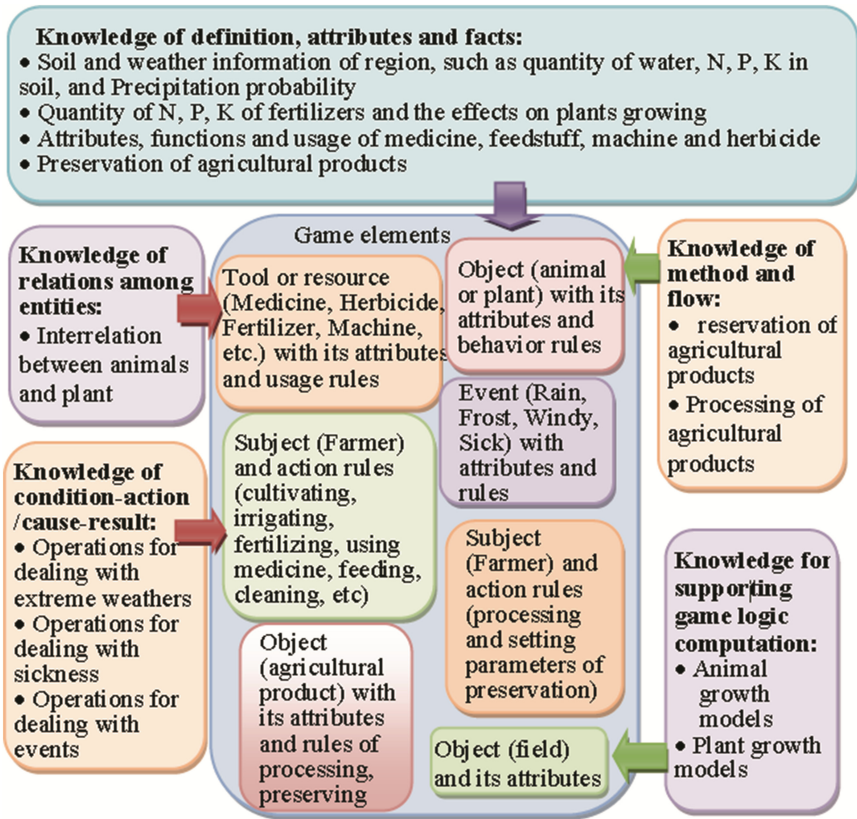 Knowledge of definition, attributes and facts:
• Soil and weather information of region, such as quantity of water, N, P, K in
soil, and Precipitation probability
• Quantity of N, P, K of fertilizers and the effects on plants growing
• Attributes, functions and usage of medicine, feedstuff, machine and herbicide
• Preservation of agricultural products
Game elements
Knowledge of
relations among
entities:
• Interrelation
between animals
and plant
Tool or resource
(Medicine, Herbicide,
Fertilizer, Machine,
etc.) with its attributes
and usage rules
Object (animal
or plant) with its
attributes and
behavior rules
Knowledge of
method and
flow:
• reservation of
agricultural
products
• Processing of
agricultural
products
Event (Rain,
Frost, Windy,
Sick) with
attributes and
rules
Knowledge of
condition-action
/cause-result:
• Operations for
dealing with
extreme weathers
• Operations for
dealing with
sickness
• Operations for
dealing with
events
Subject (Farmer)
and action rules
(cultivating,
irrigating,
fertilizing, using
medicine, feeding,
cleaning, etc)
Subject
(Farmer) and
action rules
(processing
and setting
parameters of
preservation)
Knowledge for
supporting
game logic
computation:
• Animal
growth
models
• Plant growth
models
Object
(agricultural
product) with
its attributes
and rules of
processing,
preserving
Object (field)
and its attributes